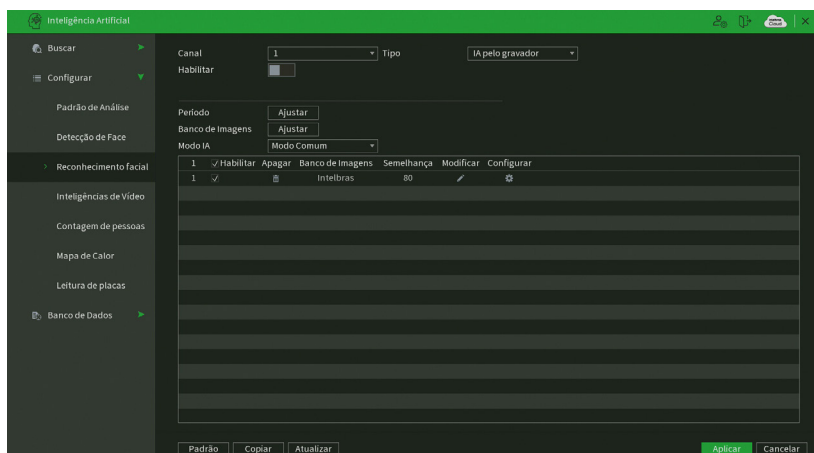 Inteligência Artificial
Buscar
Configurar
Padrão de Análise
Detecção de Face
Reconhecimento facial
Inteligências de Vídeo
Contagem de pessoas
Mapa de Calor
Leitura de placas
Banco de Dados
Canal 1 Tipo IA pelo gravador
Habilitar
Período Ajustar
Banco de Imagens Ajustar
Modo IA Modo Comum
1 Habilitar Apagar Banco de Imagens Semelhança Modificar Configurar
1 Intelbras 80
Padrão Copiar Atualizar Aplicar Cancelar